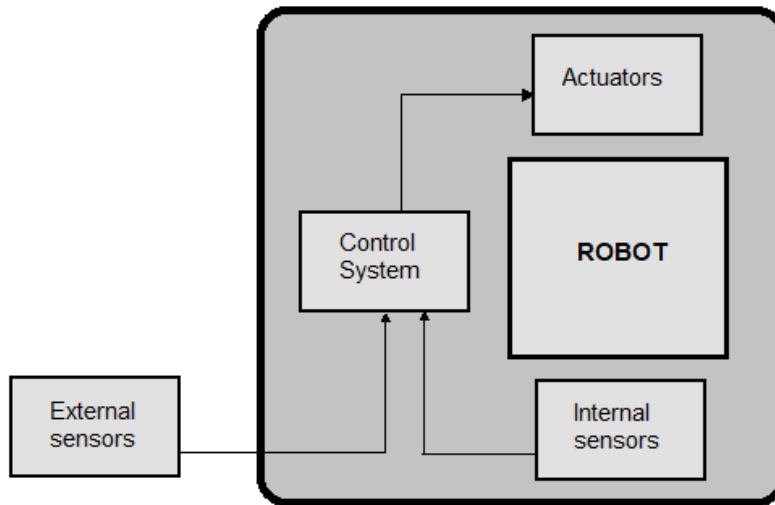 Actuators
Control
System
ROBOT
External
sensors
Internal
sensors